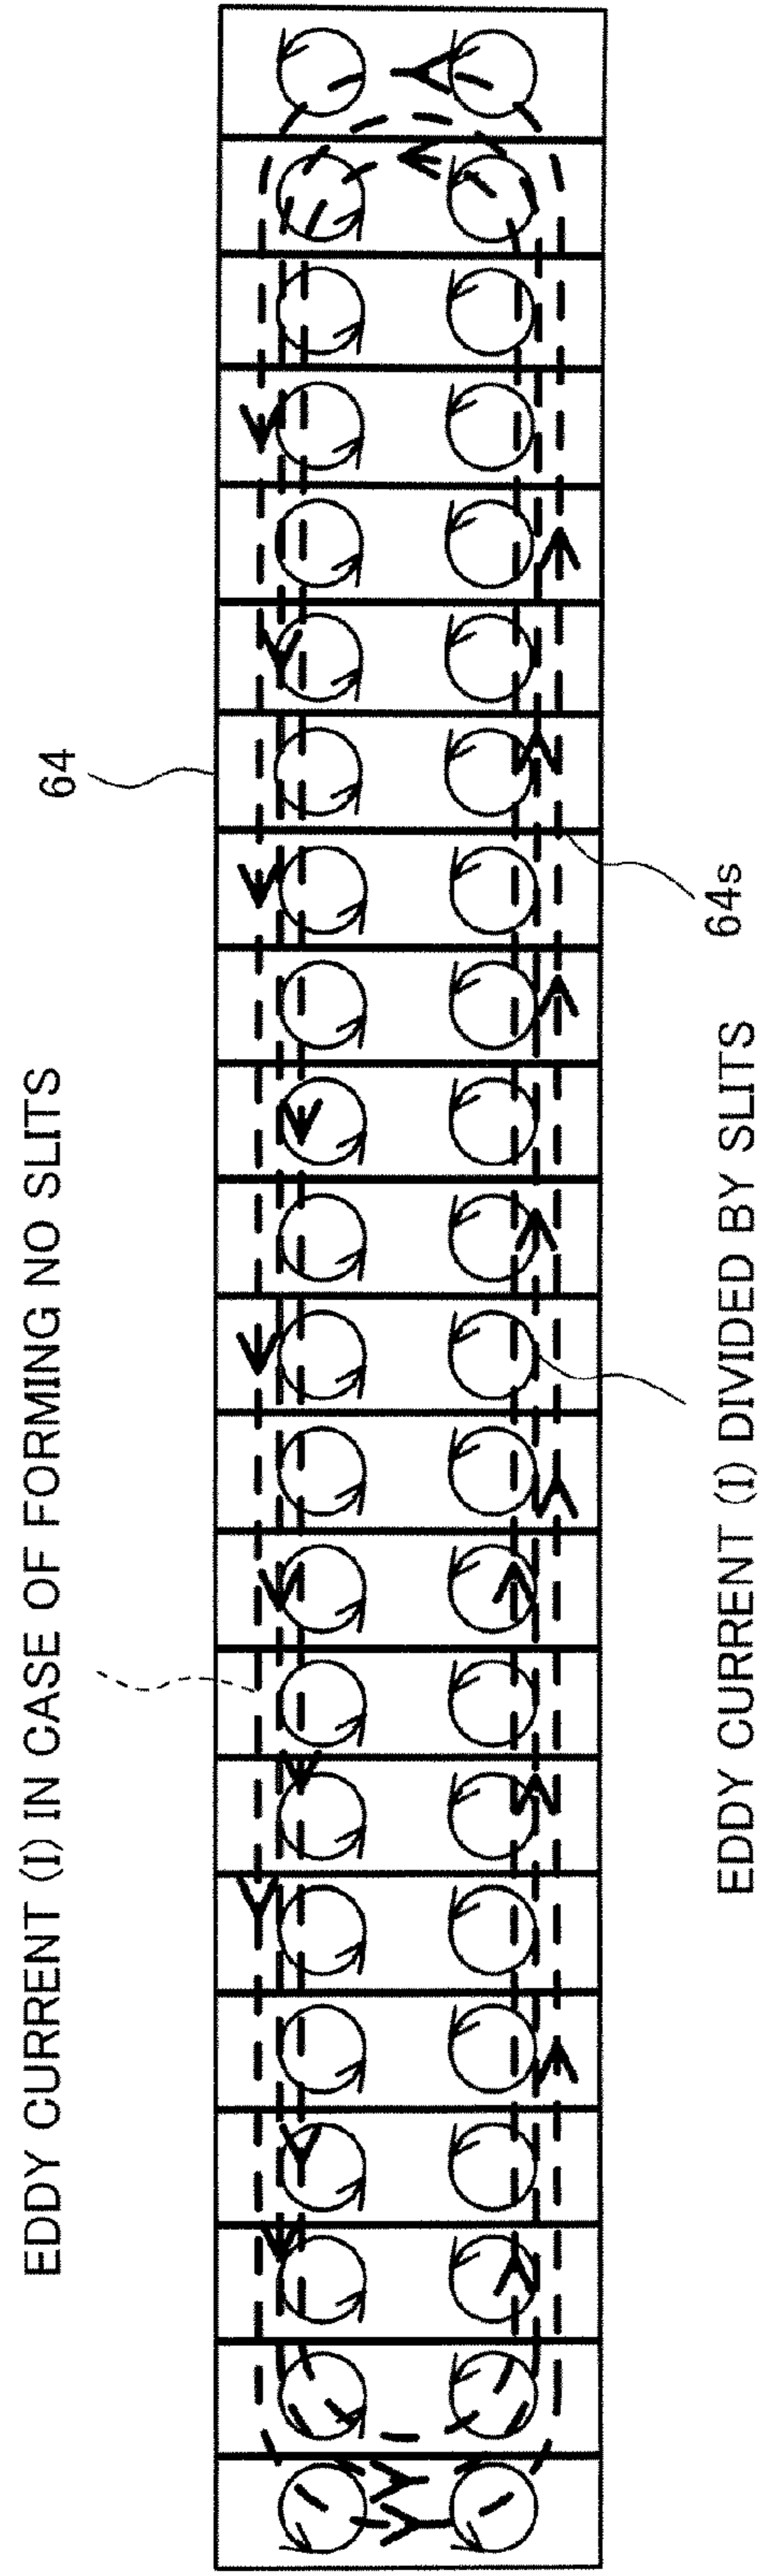 EDDY CURRENT (I) IN CASE OF FORMING NO SLITS
64
64s
EDDY CURRENT (I) DIVIDED BY SLITS